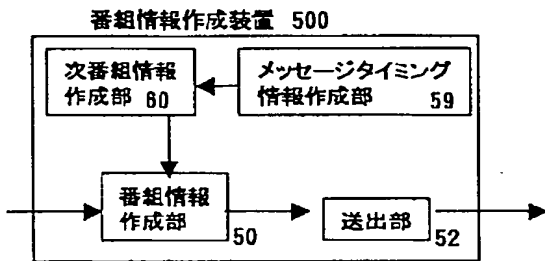 番組情報作成装置 500
次番組情報
作成部 60
メッセージタイミング
情報作成部 59
番組情報
作成部
50
送出部
52